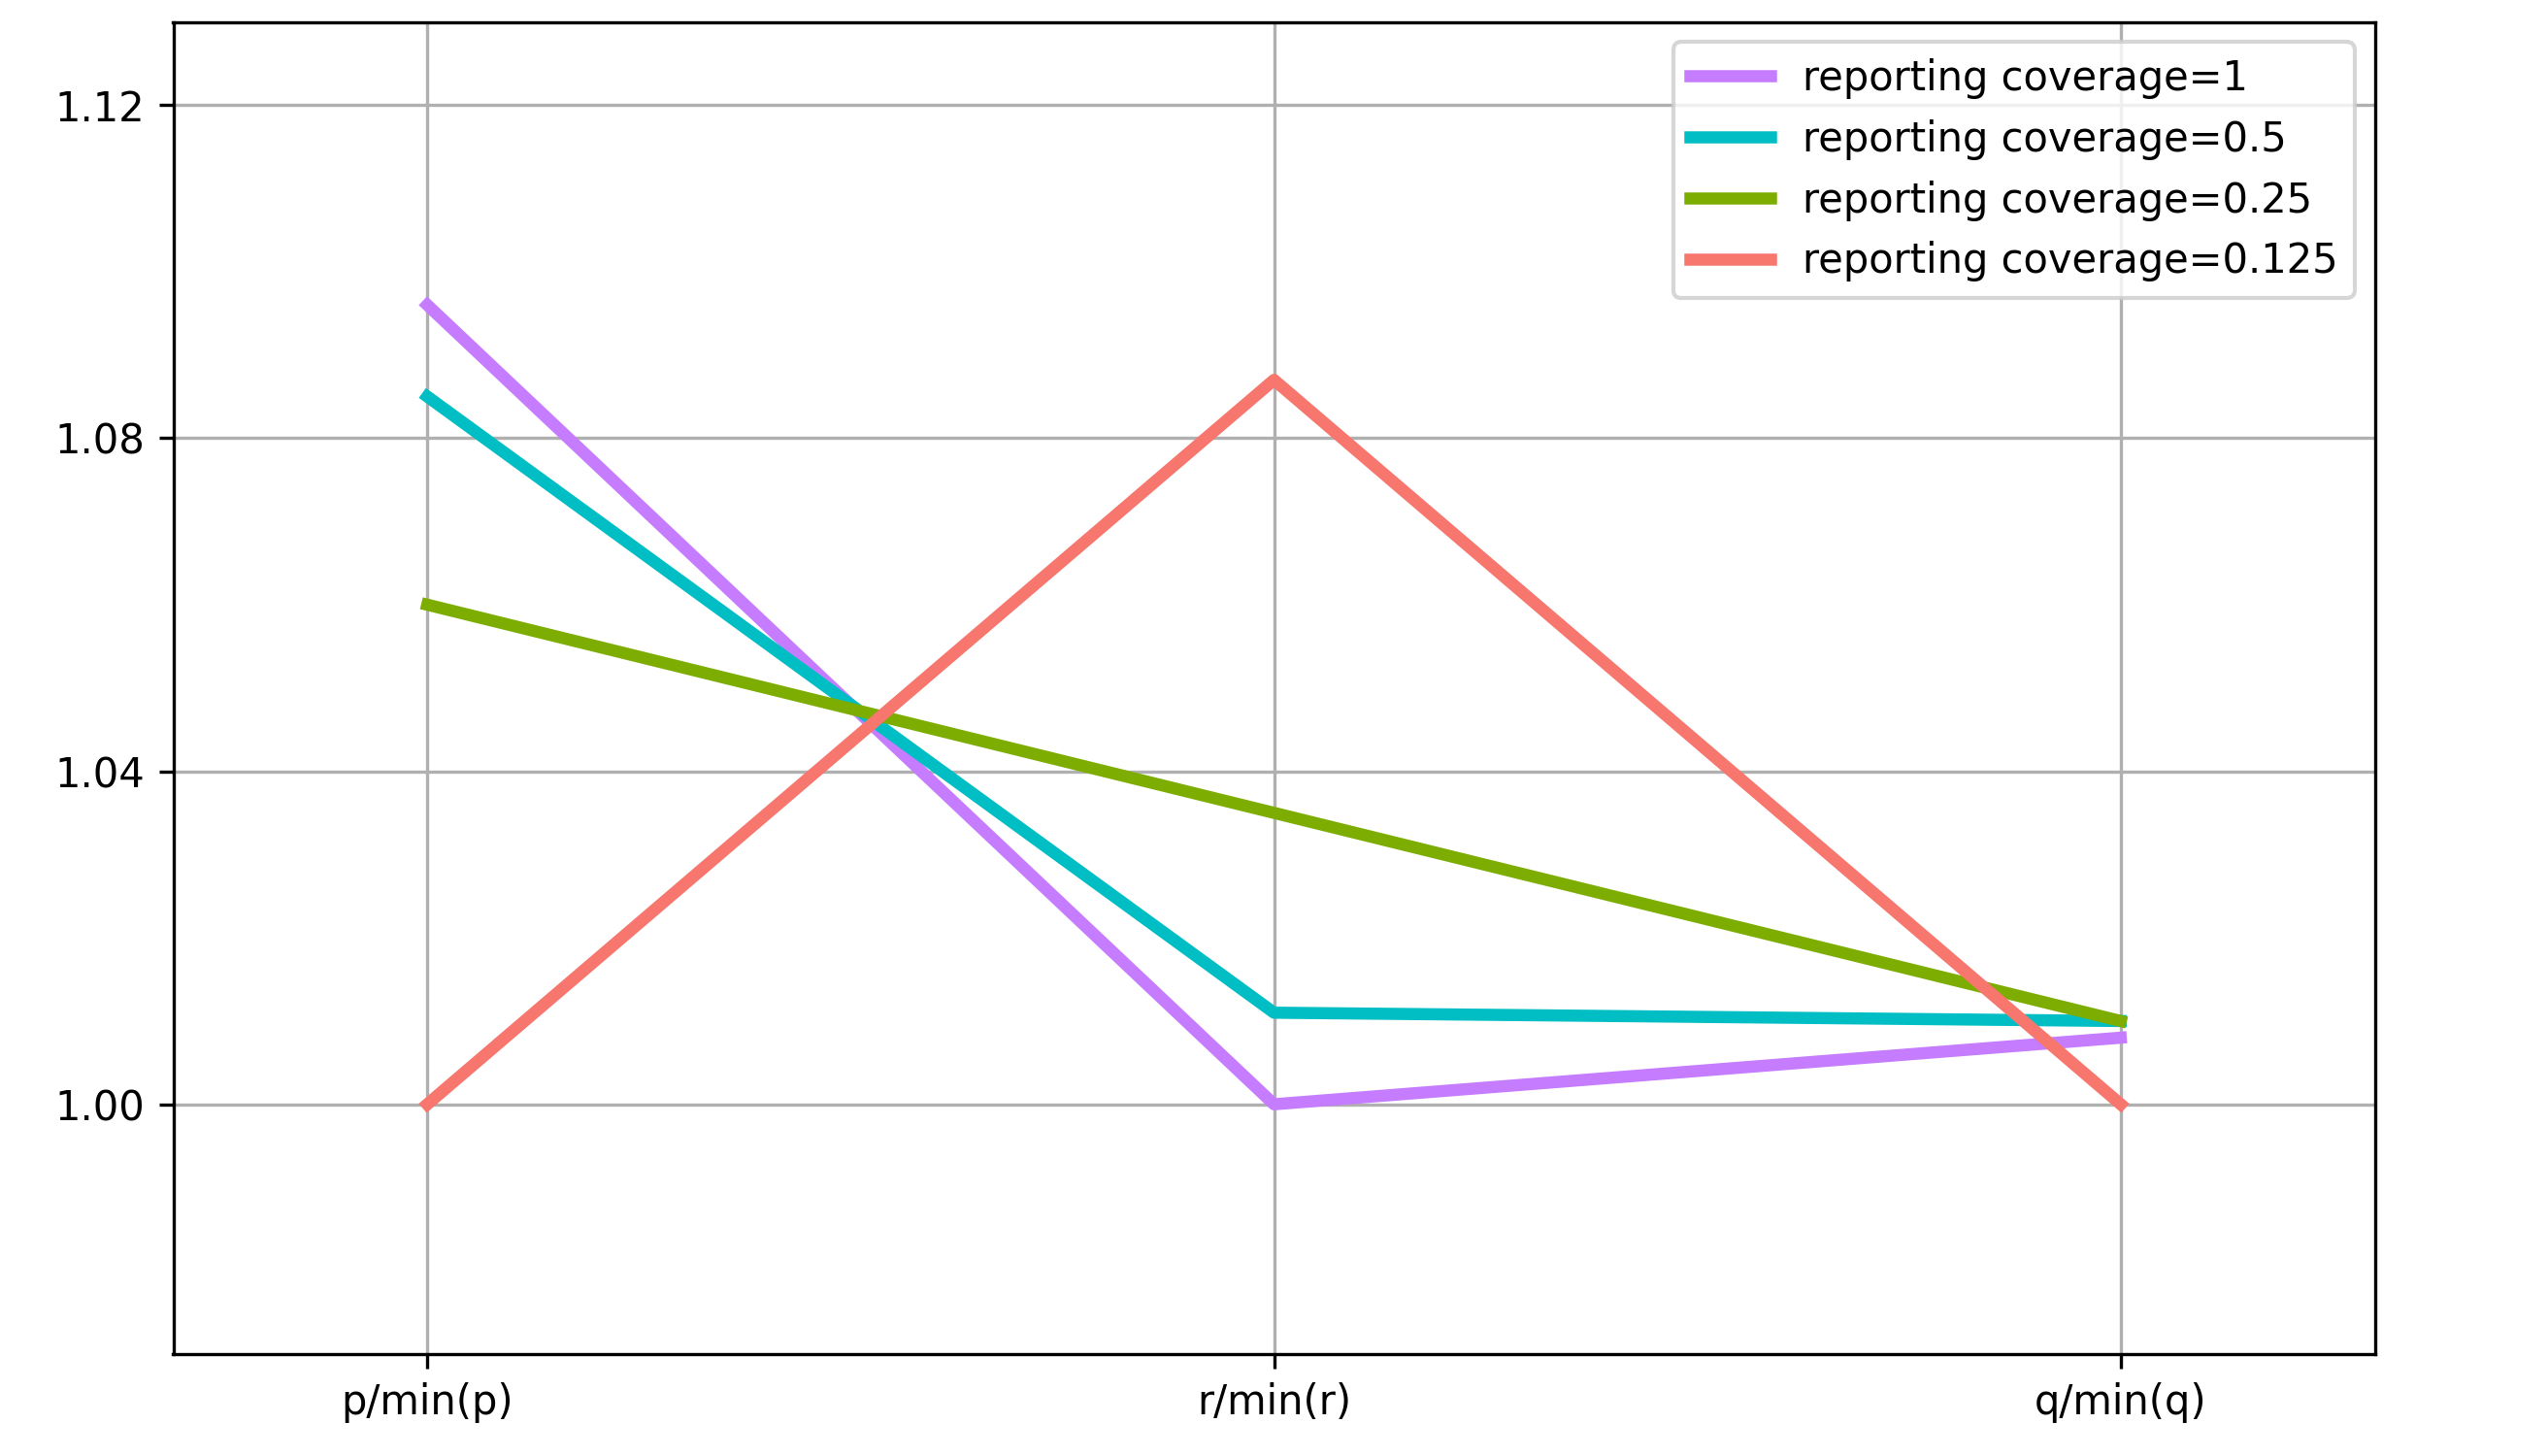 1.12
1.08
1.04
1.00
reporting coverage=1
reporting coverage=0.5
reporting coverage=0.25
reporting coverage=0.125
p/min(p) r/min(r) q/min(q)